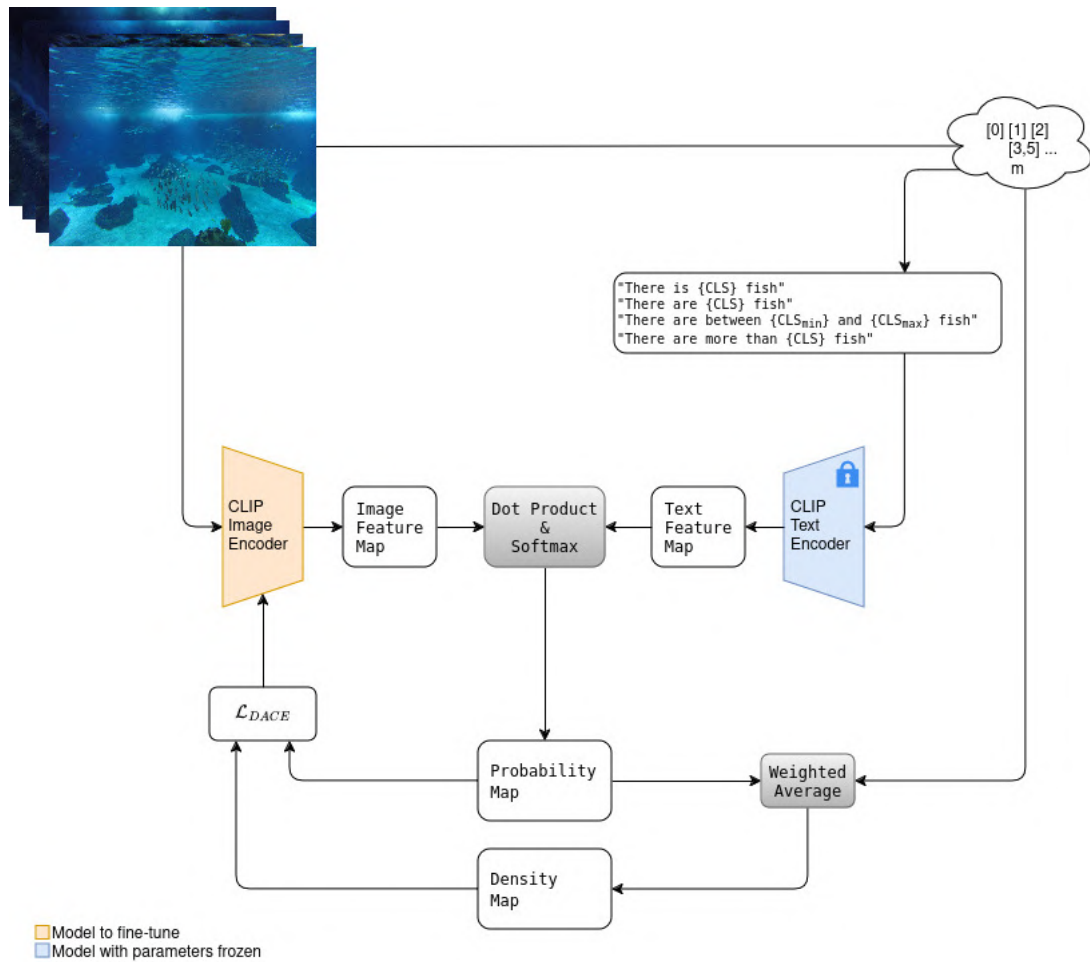 [0] [1] [2]
[3,5] ...
m
"There is {CLS} fish"
"There are {CLS} fish"
"There are between {CLSmin} and {CLSmax} fish"
"There are more than {CLS} fish"
CLIP
Image
Encoder
Image
Feature
Map
Dot Product
&
Softmax
Text
Feature
Map
CLIP
Text
Encoder
ℒDACE
Probability
Map
Weighted
Average
Density
Map
Model to fine-tune
Model with parameters frozen